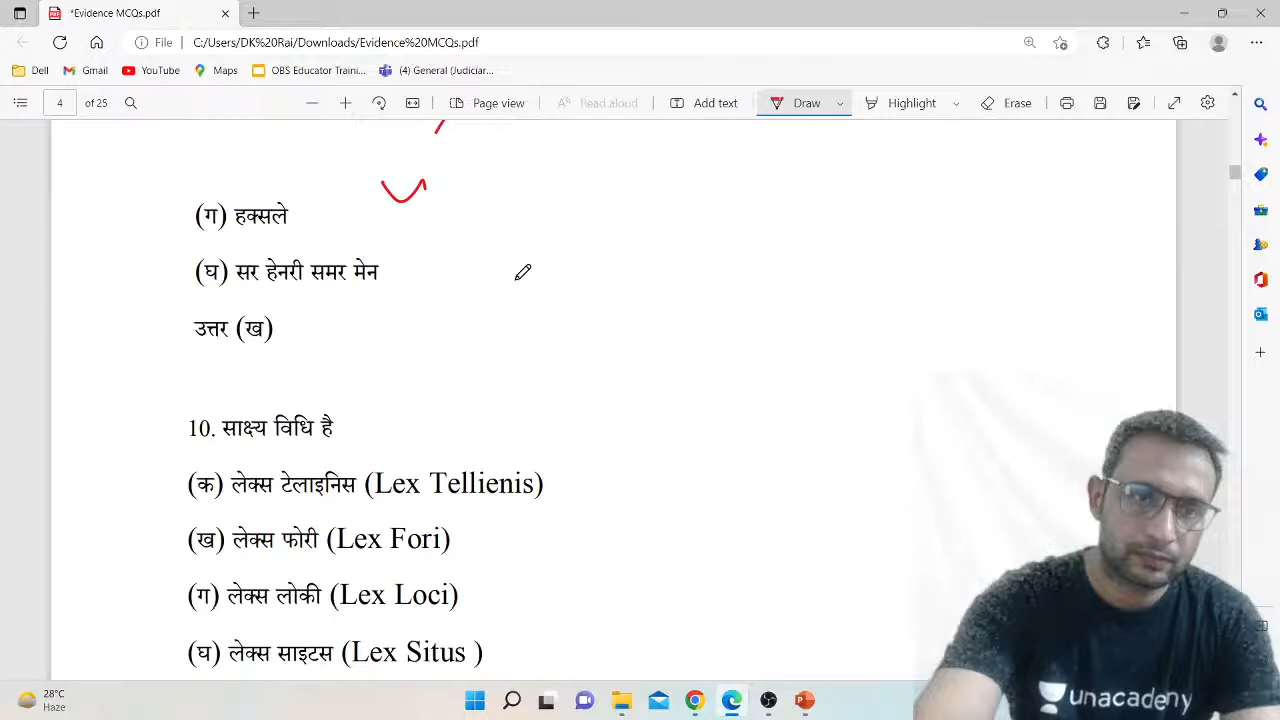 *Evidence MCQs.pdf
File C:/Users/DK%20Rai/Downloads/Evidence%20MCQs.pdf
Dell Gmail YouTube Maps OBS Educator Traini... (4) General (Judiciar...
4 of 25 Page view Read aloud Add text Draw Highlight Erase
(ग) हक्सले
(घ) सर हेनरी समर मेन
उत्तर (ख)
10. साक्ष्य विधि है
(क) लेक्स टेलाइनिस (Lex Tellienis)
(ख) लेक्स फोरी (Lex Fori)
(ग) लेक्स लोकी (Lex Loci)
(घ) लेक्स साइटस (Lex Situs )
unacademy
28°C
Haze